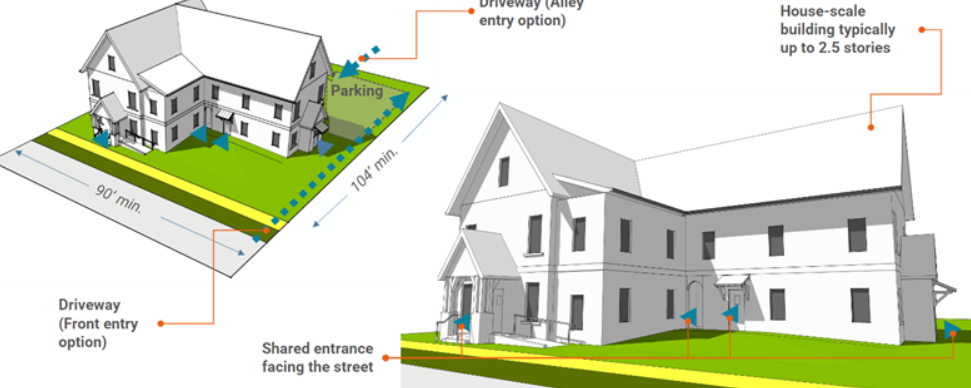 Driveway (Alley
entry option)
House-scale
building typically
up to 2.5 stories
Parking
104' min.
90' min.
Driveway
(Front entry
option)
Shared entrance
facing the street